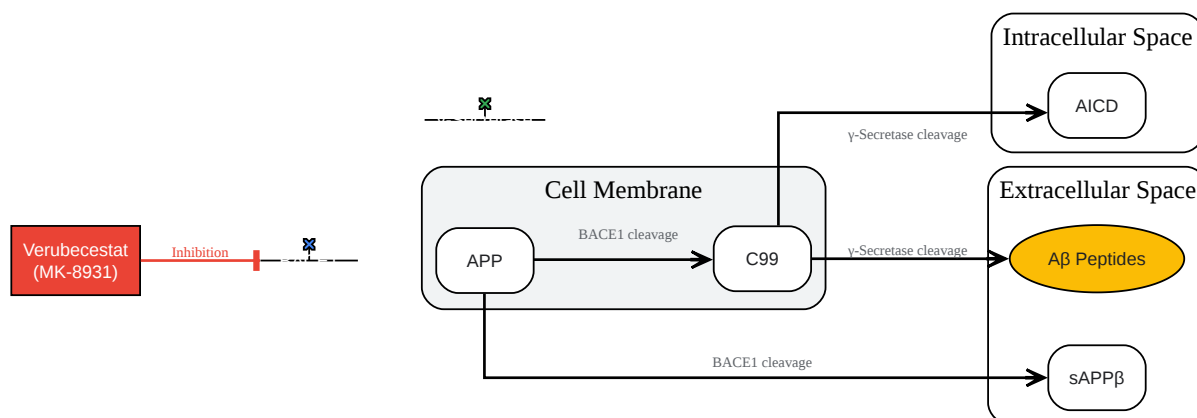 Intracellular Space
AICD
γ-Secretase cleavage
Cell Membrane
Extracellular Space
BACE1 cleavage
Verubecestat
(MK-8931)
Inhibition
APP
C99
γ-Secretase cleavage
Aβ Peptides
BACE1 cleavage
sAPPβ